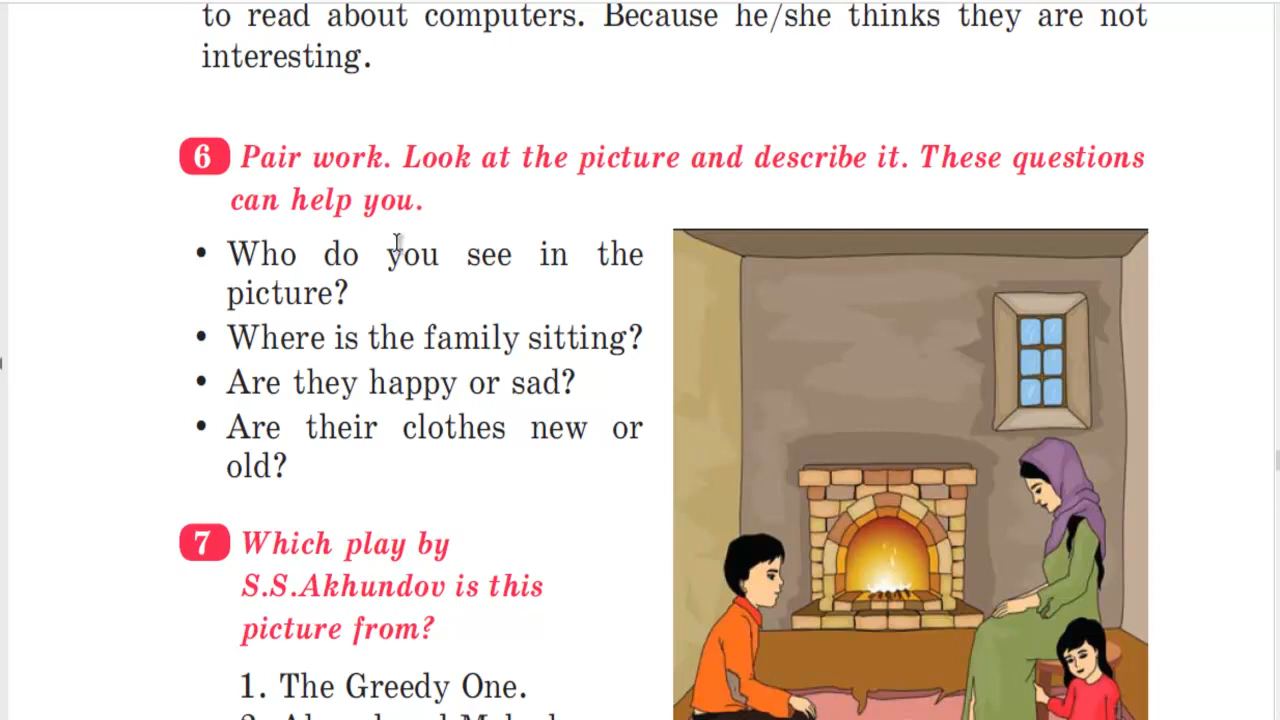 to read about computers. Because he/she thinks they are not
interesting.
6 Pair work. Look at the picture and describe it. These questions
can help you.
• Who do you see in the
picture?
• Where is the family sitting?
• Are they happy or sad?
• Are their clothes new or
old?
7 Which play by
S.S.Akhundov is this
picture from?
1. The Greedy One.